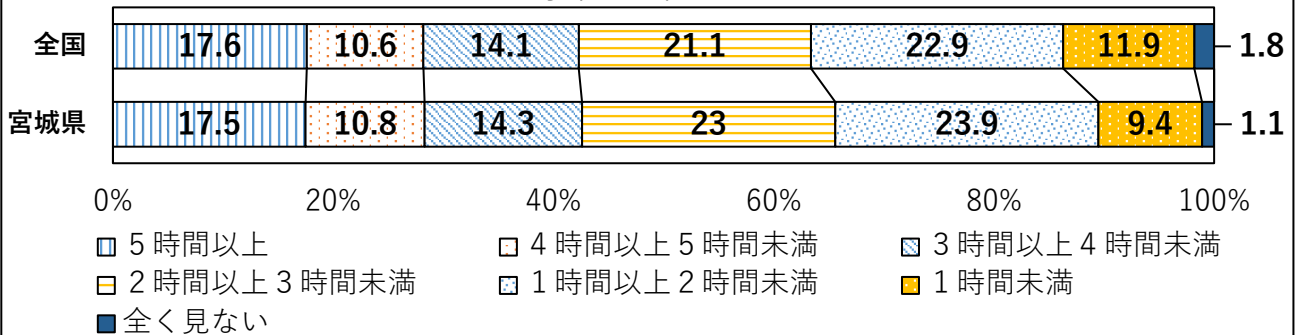 全国 17.6 10.6 14.1 21.1 22.9 11.9 1.8
宮城県 17.5 10.8 14.3 23 23.9 9.4 1.1
0% 20% 40% 60% 80% 100%
５時間以上 ４時間以上５時間未満 ３時間以上４時間未満
２時間以上３時間未満 １時間以上２時間未満 １時間未満
全く見ない